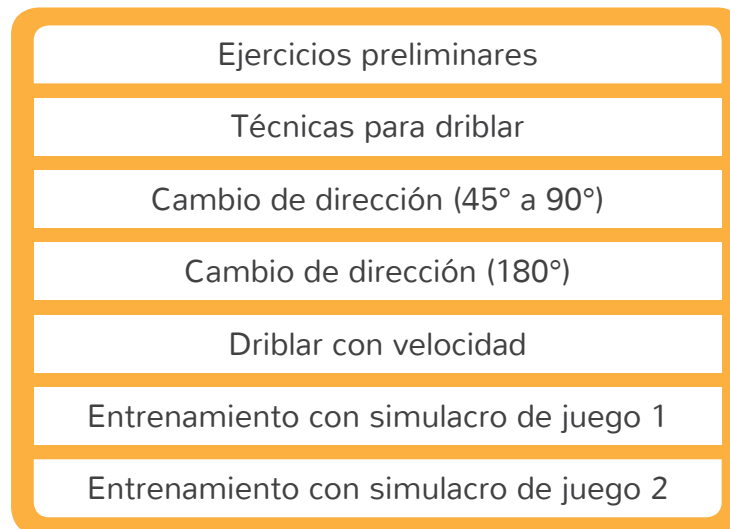 Ejercicios preliminares
Técnicas para driblar
Cambio de dirección (45° a 90°)
Cambio de dirección (180°)
Driblar con velocidad
Entrenamiento con simulacro de juego 1
Entrenamiento con simulacro de juego 2